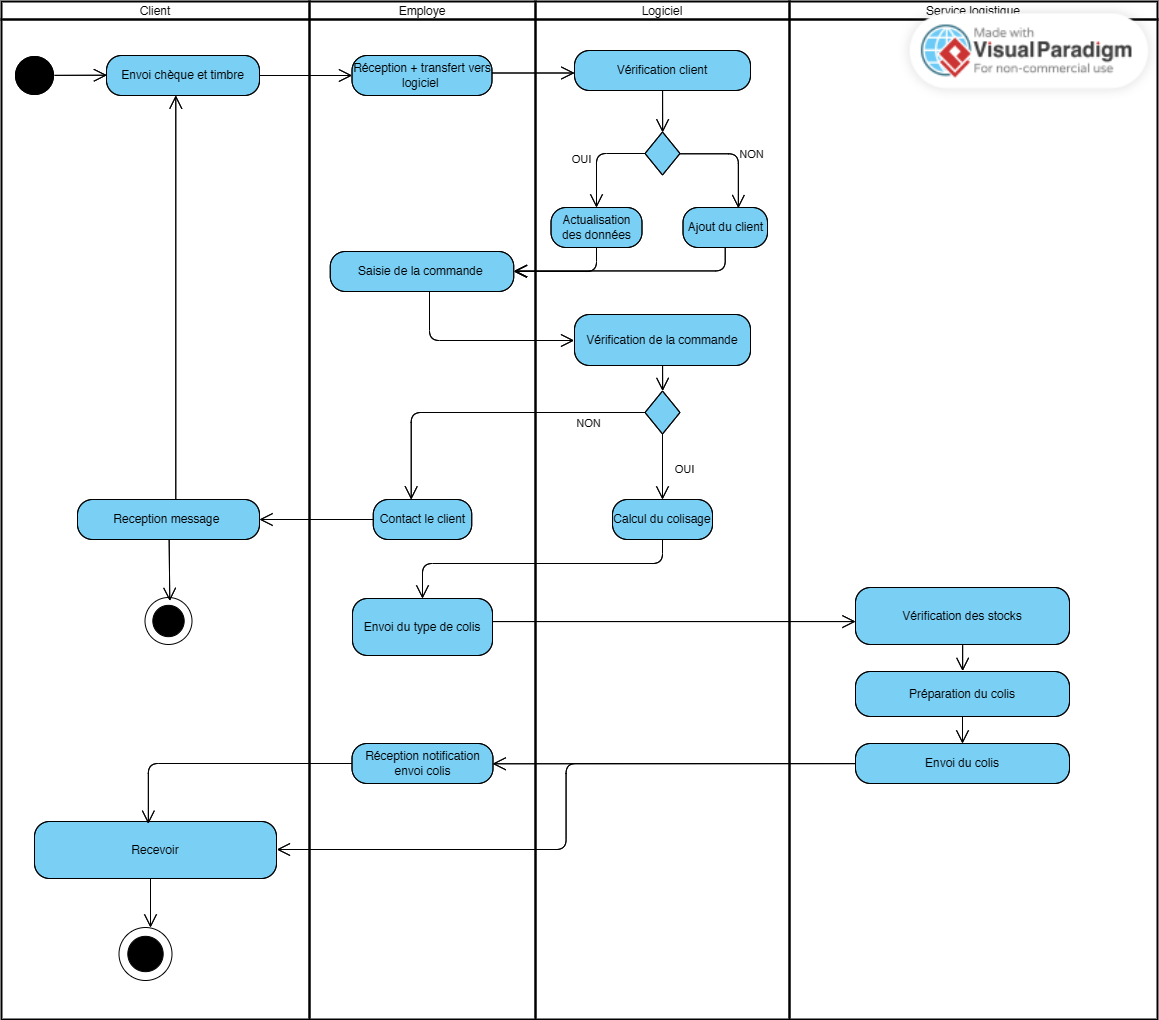 Client
Employe
Logiciel
Service logistique
Made with
VisualParadigm
For non-commercial use
Envoi chèque et timbre
Réception + transfert vers
logiciel
Vérification client
OUI
NON
Actualisation
des données
Ajout du client
Saisie de la commande
Vérification de la commande
NON
OUI
Reception message
Contact le client
Calcul du colisage
Envoi du type de colis
Vérification des stocks
Préparation du colis
Réception notification
envoi colis
Envoi du colis
Recevoir